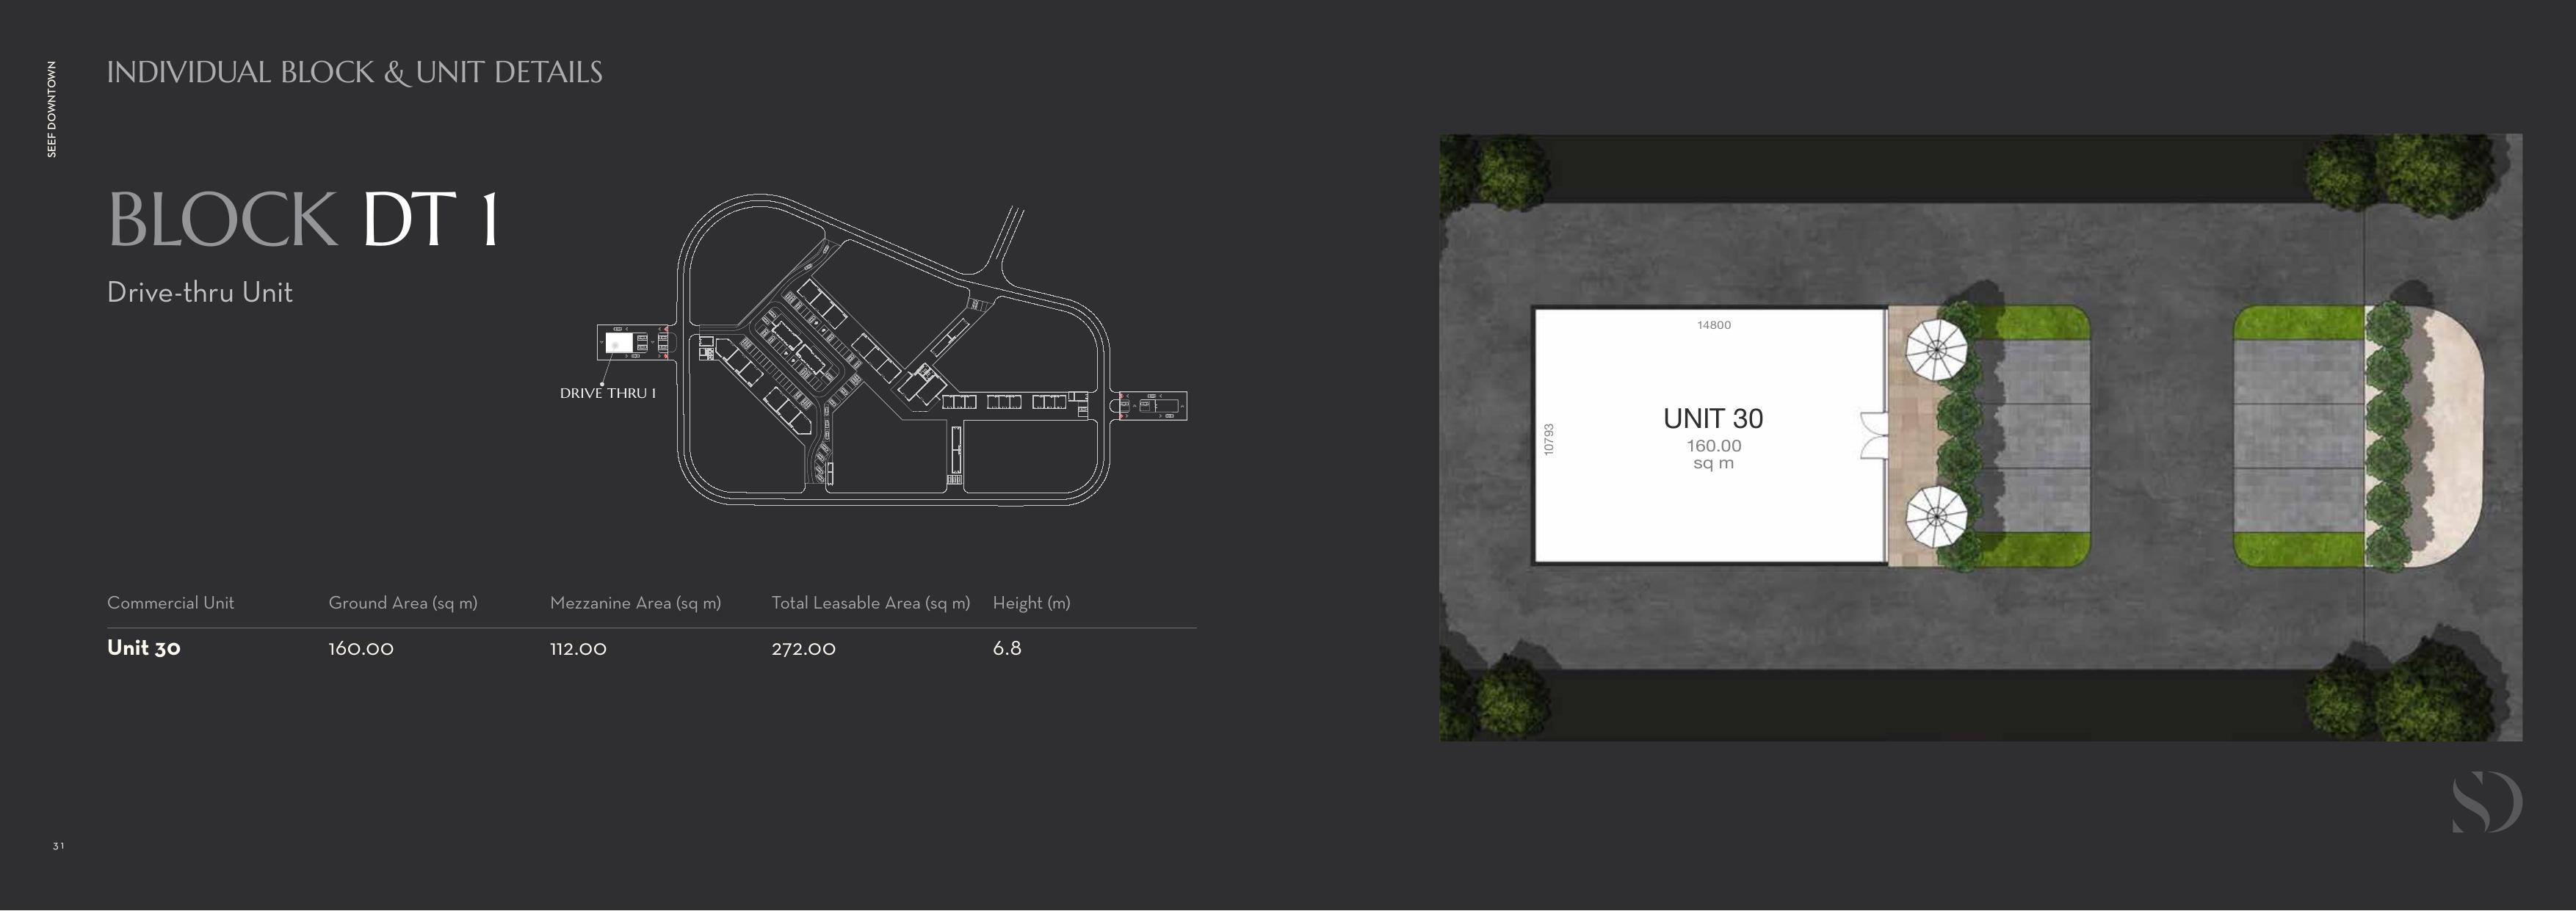 SEEF DOWNTOWN
INDIVIDUAL BLOCK & UNIT DETAILS
BLOCK DT 1
Drive-thru Unit
DRIVE THRU 1
Commercial Unit Ground Area (sq m) Mezzanine Area (sq m) Total Leasable Area (sq m) Height (m)
Unit 30 160.00 112.00 272.00 6.8
14800
10793
UNIT 30
160.00
sq m
SD
31